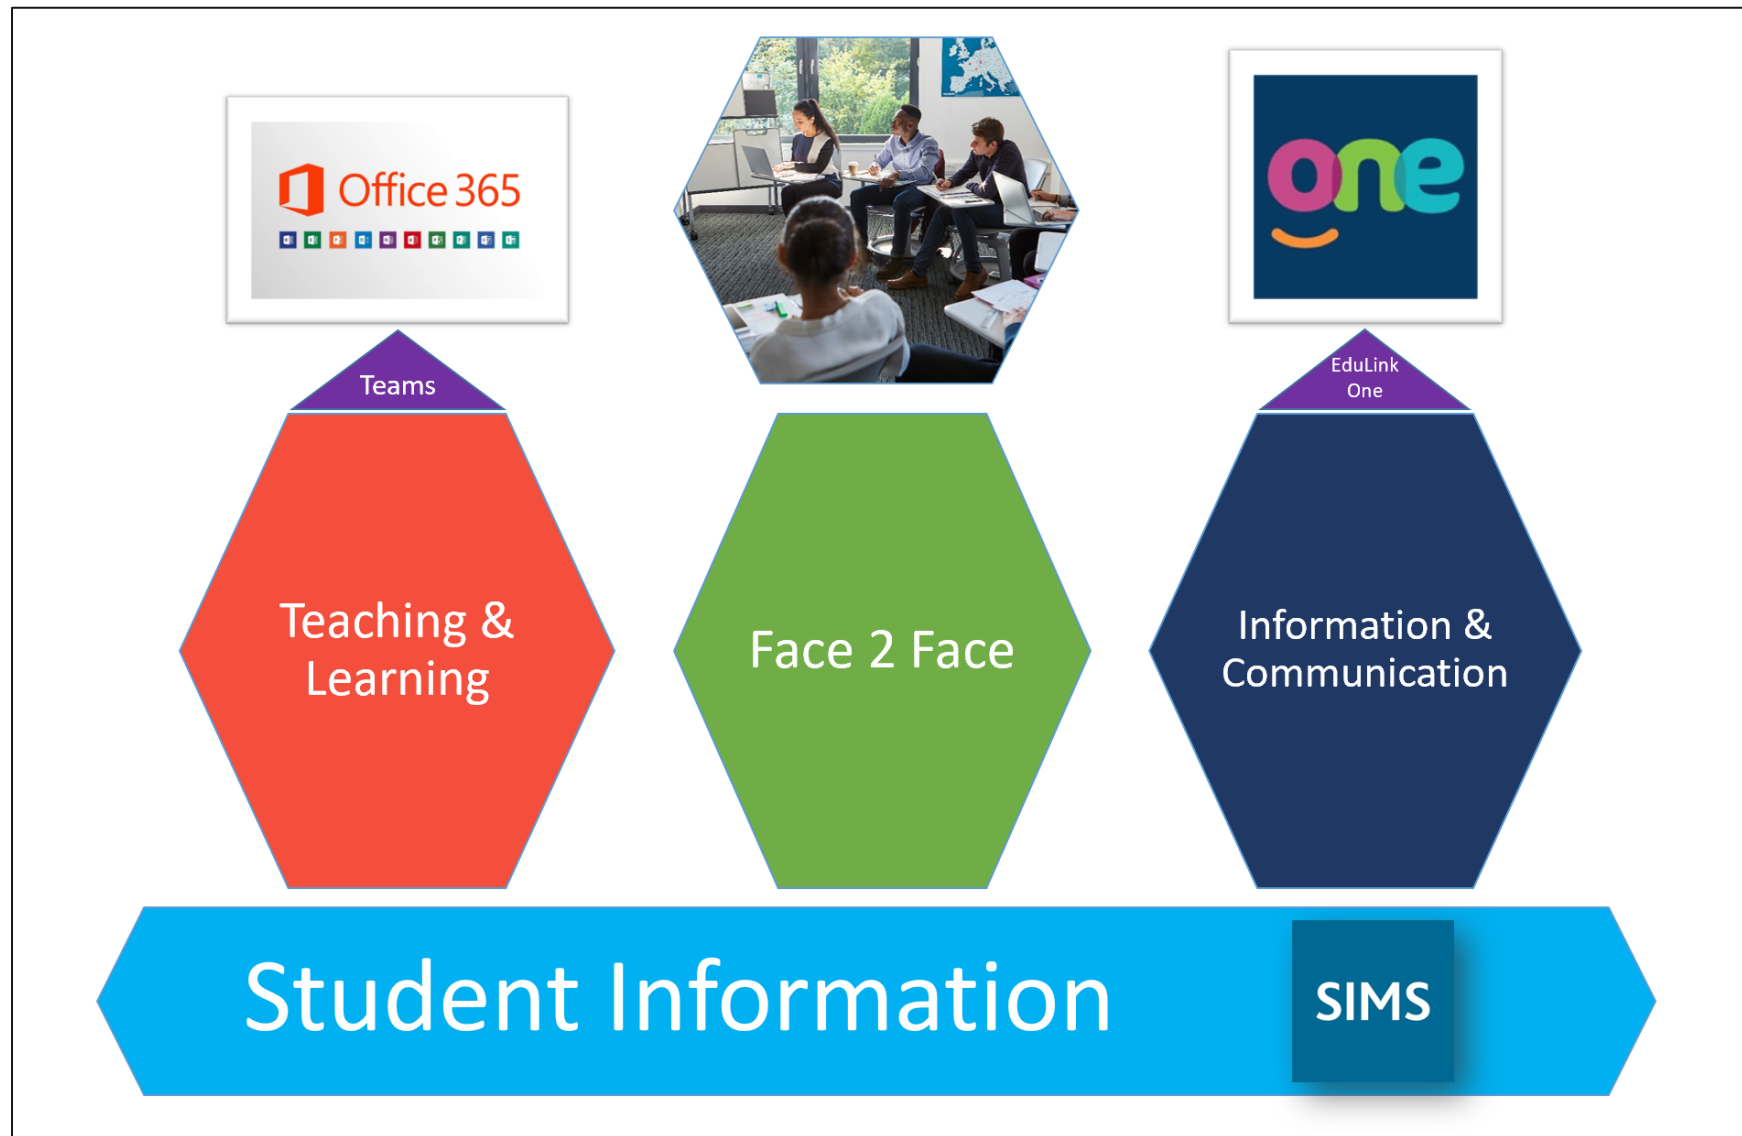 Office 365
one
Teams
EduLink
One
Teaching &
Learning
Face 2 Face
Information &
Communication
Student Information
SIMS